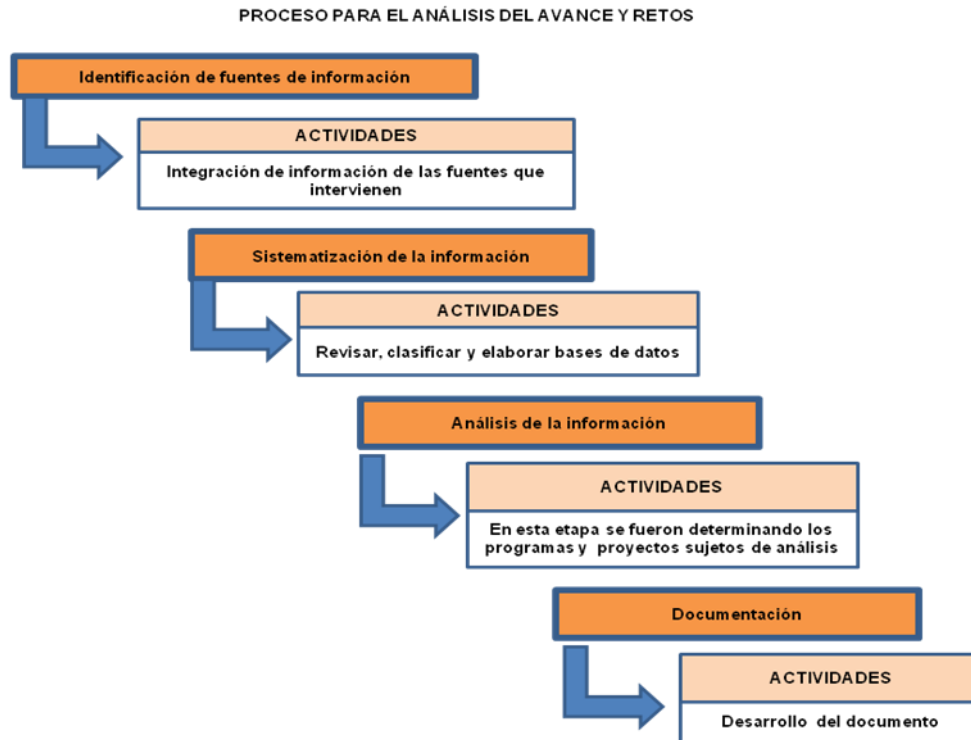 PROCESO PARA EL ANÁLISIS DEL AVANCE Y RETOS
Identificación de fuentes de información
ACTIVIDADES
Integración de información de las fuentes que
intervienen
Sistematización de la información
ACTIVIDADES
Revisar, clasificar y elaborar bases de datos
Análisis de la información
ACTIVIDADES
En esta etapa se fueron determinando los
programas y proyectos sujetos de análisis
Documentación
ACTIVIDADES
Desarrollo del documento